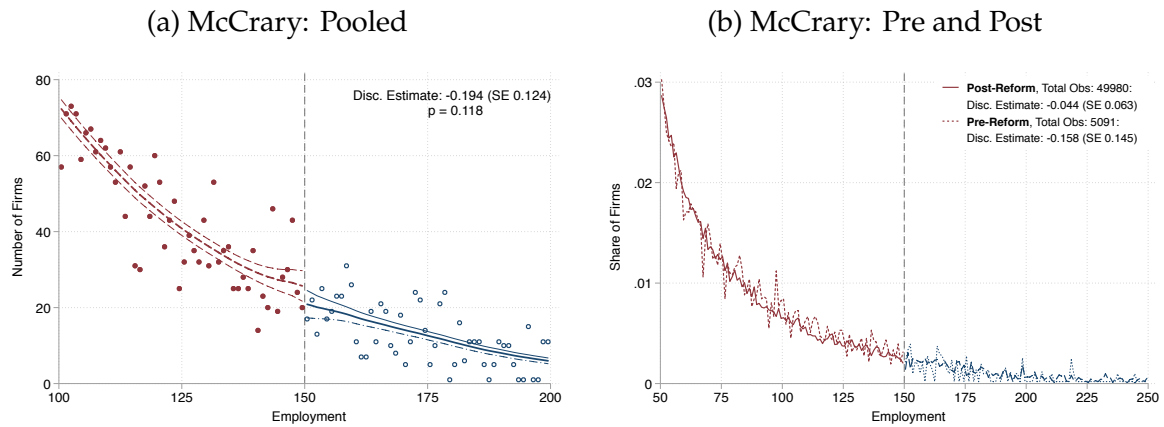 (a) McCrary: Pooled
80
60
40
20
0
Number of Firms
100
125
150
175
200
Employment
Disc. Estimate: -0.194 (SE 0.124)
p = 0.118
(b) McCrary: Pre and Post
.03
.02
.01
0
Share of Firms
50
75
100
125
150
175
200
225
250
Employment
Post-Reform, Total Obs: 49980:
Disc. Estimate: -0.044 (SE 0.063)
Pre-Reform, Total Obs: 5091:
Disc. Estimate: -0.158 (SE 0.145)